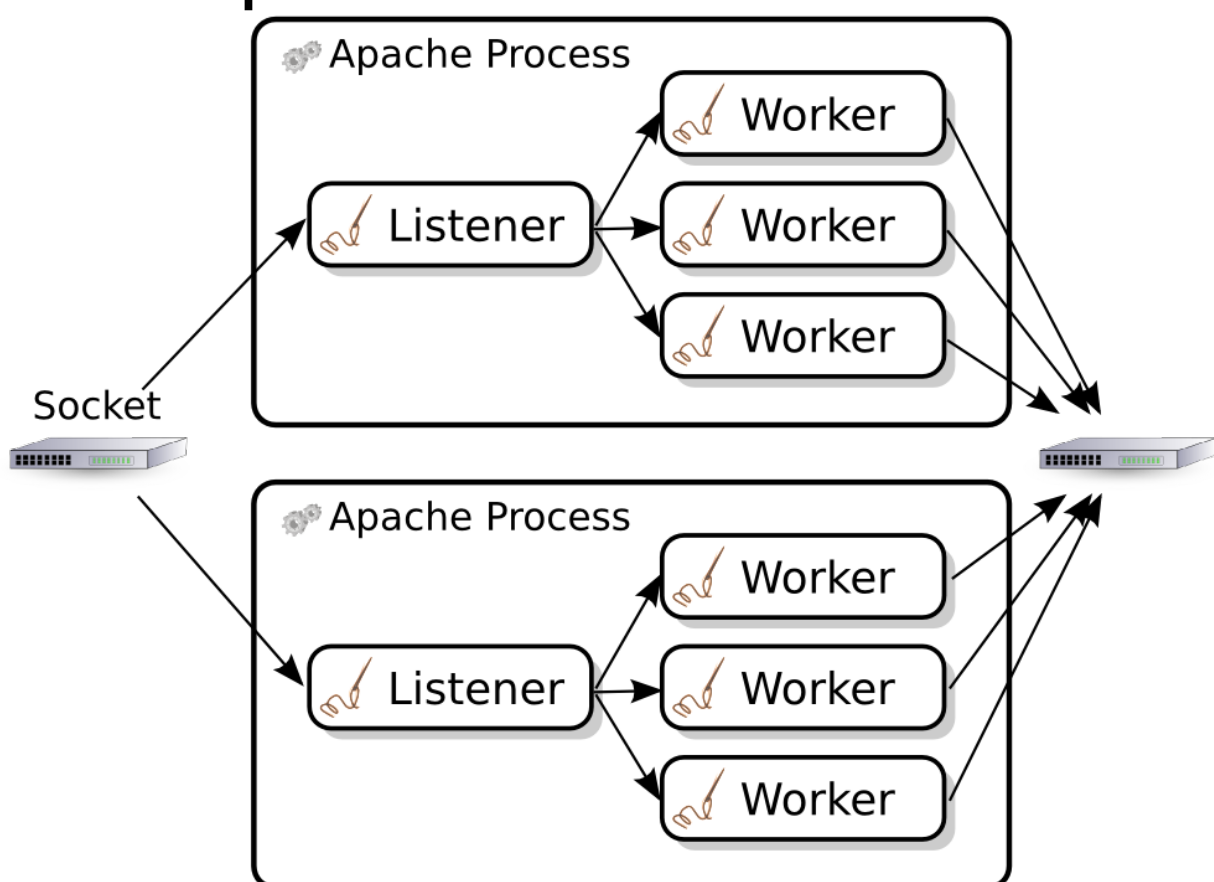 Apache Process
Worker
Listener
Worker
Worker
Socket
Apache Process
Worker
Listener
Worker
Worker